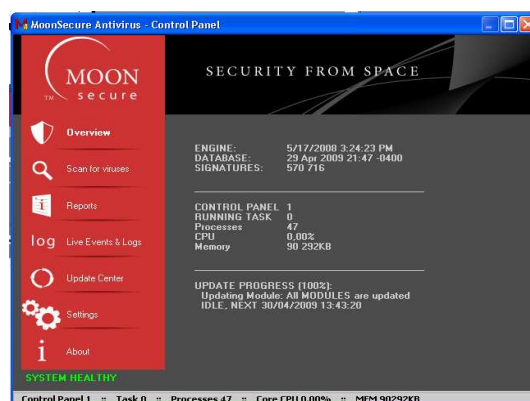 MoonSecure Antivirus - Control Panel
MOON
TM secure
SECURITY FROM SPACE
Overview
Scan for viruses
Reports
log Live Events & Logs
Update Center
Settings
About
SYSTEM HEALTHY
ENGINE: 5/17/2008 3:24:23 PM
DATABASE: 29 Apr 2009 21:47 -0400
SIGNATURES: 570 716
CONTROL PANEL 1
RUNNING TASK 0
Processes 47
CPU 0,00%
Memory 90 292KB
UPDATE PROGRESS (100%):
Updating Module: All MODULES are updated
IDLE, NEXT 30/04/2009 13:43:20
Control Panel 1 :: Task 0 :: Processes 47 :: Core CPU 0.00% :: MEM 90292KB